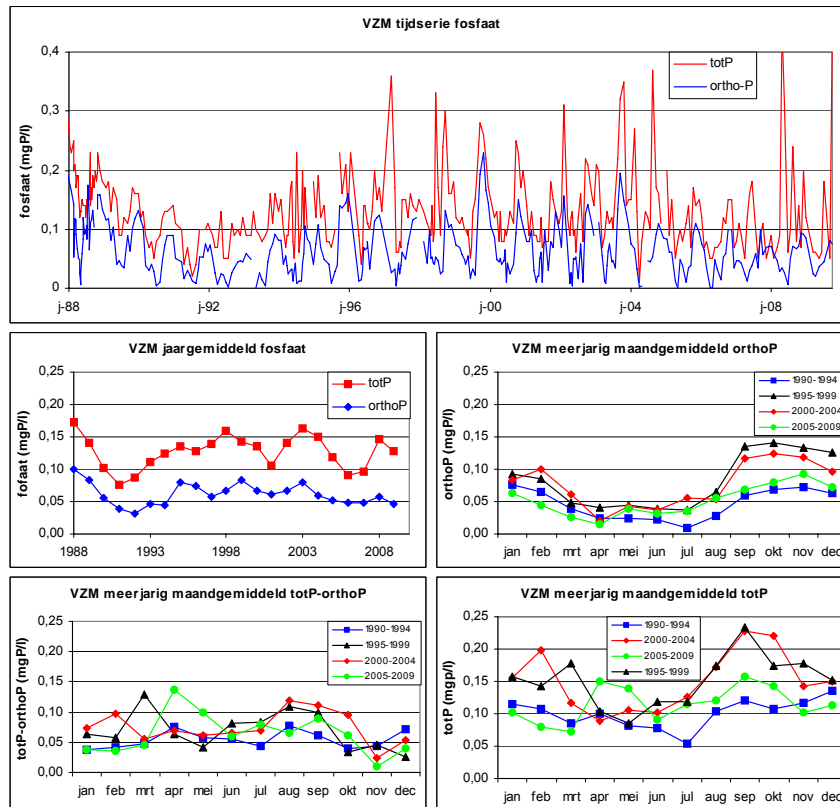 VZM tijdserie fosfaat
fosfaat (mgP/l)
0,4
0,3
0,2
0,1
0
totP
ortho-P
j-88 j-92 j-96 j-00 j-04 j-08
VZM jaargemiddeld fosfaat
fofaat (mgP/l)
0,25
0,20
0,15
0,10
0,05
0,00
totP
orthoP
1988 1993 1998 2003 2008
VZM meerjarig maandgemiddeld orthoP
orthoP (mgP/l)
0,25
0,20
0,15
0,10
0,05
0,00
1990-1994
1995-1999
2000-2004
2005-2009
jan feb mrt apr mei jun jul aug sep okt nov dec
VZM meerjarig maandgemiddeld totP-orthoP
totP-orthoP (mgP/l)
0,25
0,20
0,15
0,10
0,05
0,00
1990-1994
1995-1999
2000-2004
2005-2009
jan feb mrt apr mei jun jul aug sep okt nov dec
VZM meerjarig maandgemiddeld totP
totP (mgp/l)
0,25
0,20
0,15
0,10
0,05
0,00
1990-1994
2000-2004
2005-2009
1995-1999
jan feb mrt apr mei jun jul aug sep okt nov dec